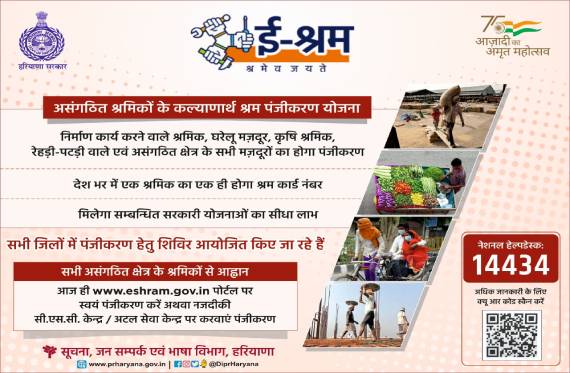 हरियाणा सरकार
ई-श्रम
श्रमेव जयते
75
आज़ादी का
अमृत महोत्सव
असंगठित श्रमिकों के कल्याणार्थ श्रम पंजीकरण योजना
निर्माण कार्य करने वाले श्रमिक, घरेलू मज़दूर, कृषि श्रमिक,
रेहड़ी-पटड़ी वाले एवं असंगठित क्षेत्र के सभी मज़दूरों का होगा पंजीकरण
देश भर में एक श्रमिक का एक ही होगा श्रम कार्ड नंबर
मिलेगा सम्बन्धित सरकारी योजनाओं का सीधा लाभ
सभी जिलों में पंजीकरण हेतु शिविर आयोजित किए जा रहे हैं
सभी असंगठित क्षेत्र के श्रमिकों से आह्वान
आज ही www.eshram.gov.in पोर्टल पर
स्वयं पंजीकरण करें अथवा नजदीकी
सी.एस.सी. केन्द्र / अटल सेवा केन्द्र पर करवाएं पंजीकरण
नेशनल हेल्पडेस्क:
14434
अधिक जानकारी के लिए
क्यू आर कोड स्कैन करें
सूचना, जन सम्पर्क एवं भाषा विभाग, हरियाणा
www.prharyana.gov.in | @DiprHaryana